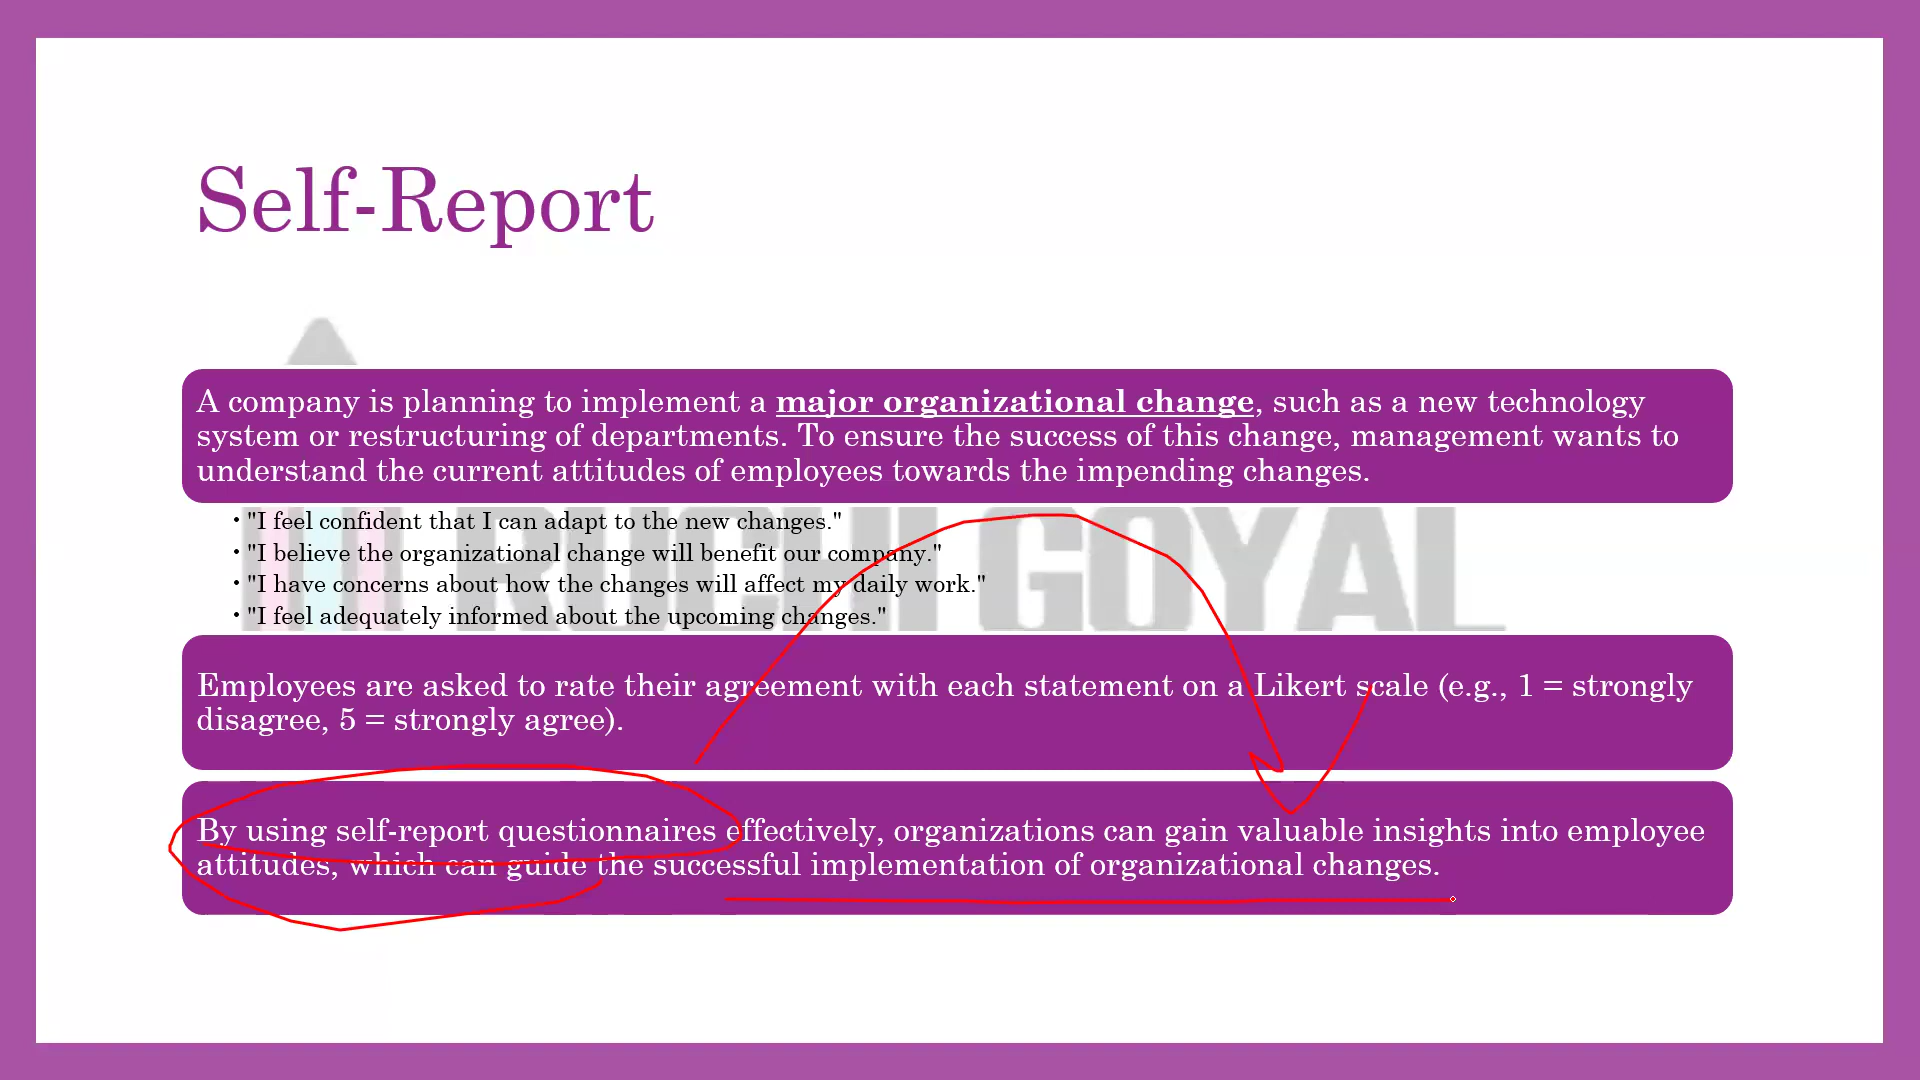 Self-Report
A company is planning to implement a major organizational change, such as a new technology
system or restructuring of departments. To ensure the success of this change, management wants to
understand the current attitudes of employees towards the impending changes.
• "I feel confident that I can adapt to the new changes."
• "I believe the organizational change will benefit our company."
• "I have concerns about how the changes will affect my daily work."
• "I feel adequately informed about the upcoming changes."
RUCHI GOYAL
Employees are asked to rate their agreement with each statement on a Likert scale (e.g., 1 = strongly
disagree, 5 = strongly agree).
By using self-report questionnaires effectively, organizations can gain valuable insights into employee
attitudes, which can guide the successful implementation of organizational changes.